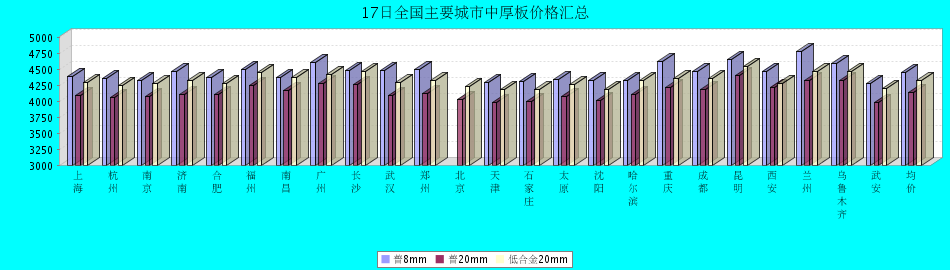 17日全国主要城市中厚板价格汇总
5000
4750
4500
4250
4000
3750
3500
3250
3000
上海
杭州
南京
济南
合肥
福州
南昌
广州
长沙
武汉
郑州
北京
天津
石家庄
太原
沈阳
哈尔滨
重庆
成都
昆明
西安
兰州
乌鲁木齐
武安
均价
普8mm 普20mm 低合金20mm